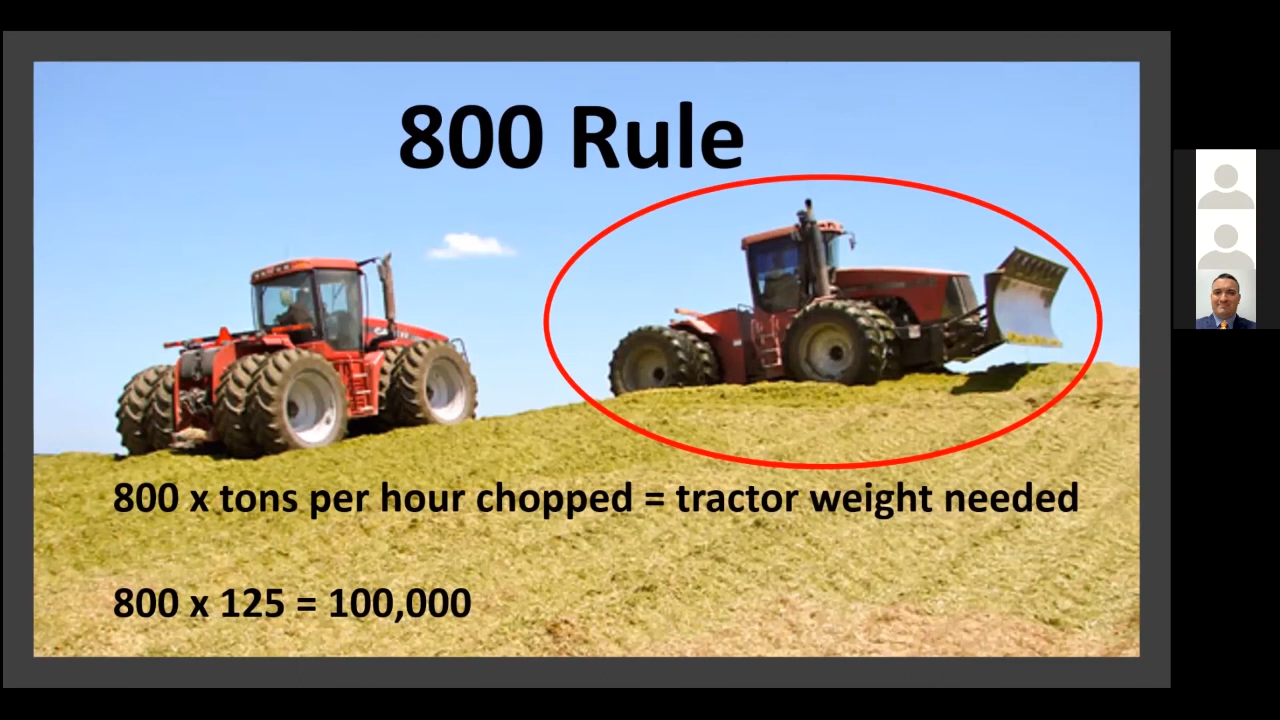 800 Rule
800 x tons per hour chopped = tractor weight needed
800 x 125 = 100,000